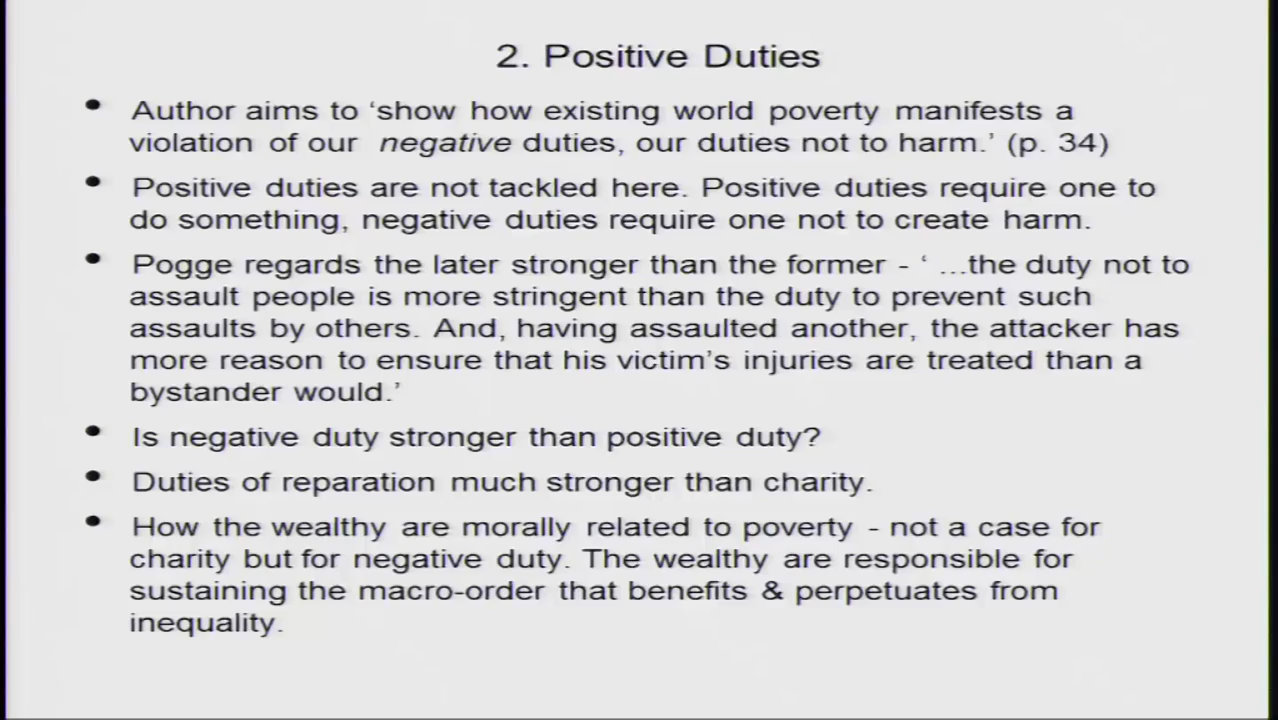 2. Positive Duties
• Author aims to ‘show how existing world poverty manifests a
violation of our negative duties, our duties not to harm.’ (p. 34)
• Positive duties are not tackled here. Positive duties require one to
do something, negative duties require one not to create harm.
• Pogge regards the later stronger than the former - ‘ …the duty not to
assault people is more stringent than the duty to prevent such
assaults by others. And, having assaulted another, the attacker has
more reason to ensure that his victim’s injuries are treated than a
bystander would.’
• Is negative duty stronger than positive duty?
• Duties of reparation much stronger than charity.
• How the wealthy are morally related to poverty - not a case for
charity but for negative duty. The wealthy are responsible for
sustaining the macro-order that benefits & perpetuates from
inequality.